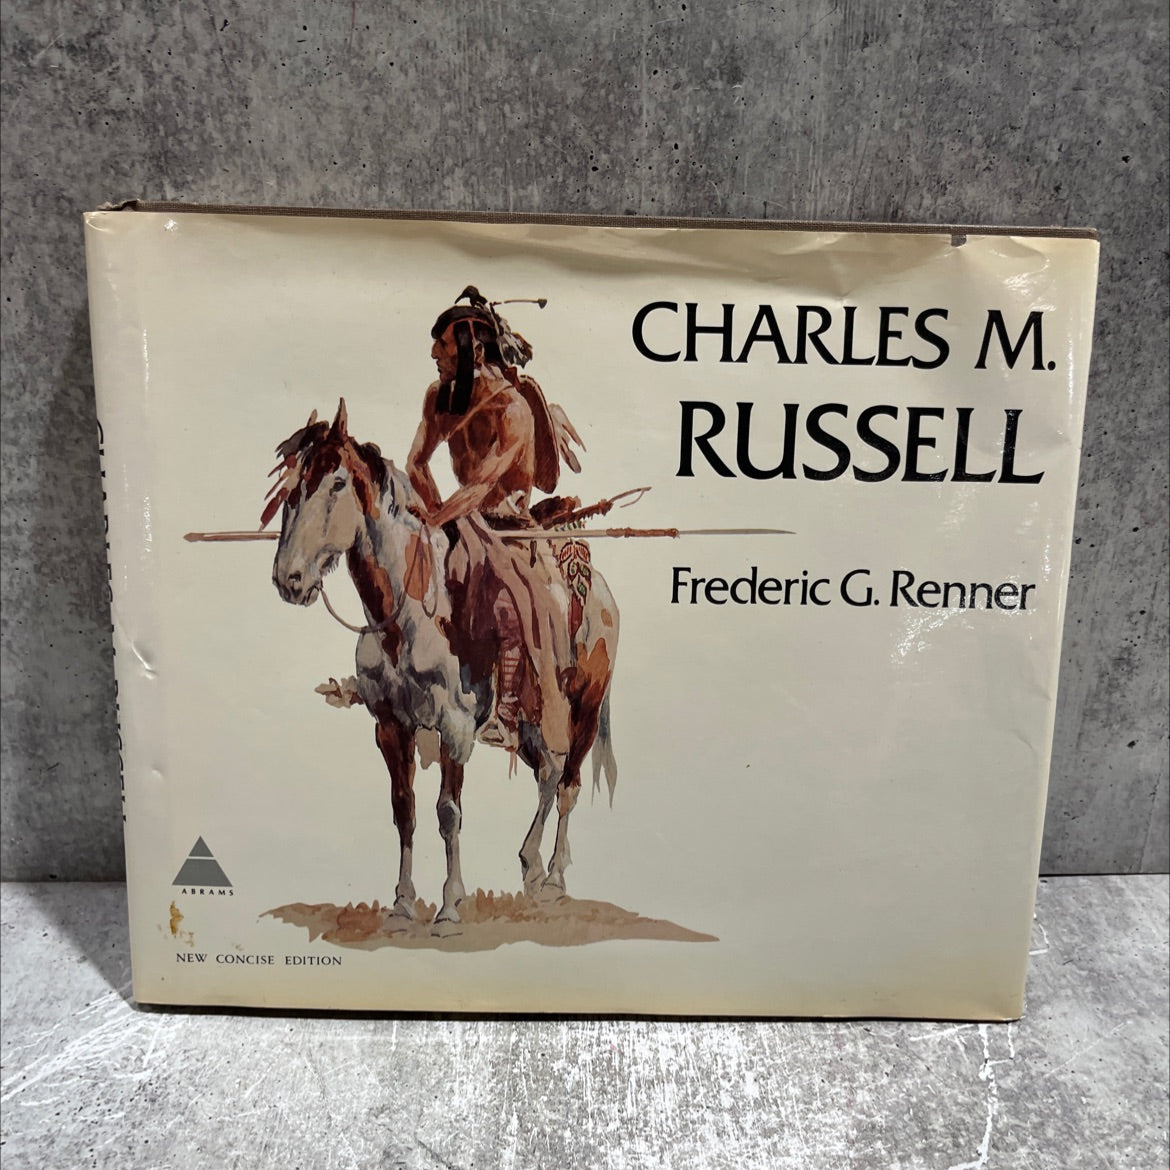 CHARLES M.
RUSSELL
Frederic G. Renner
ABRAMS
NEW CONCISE EDITION